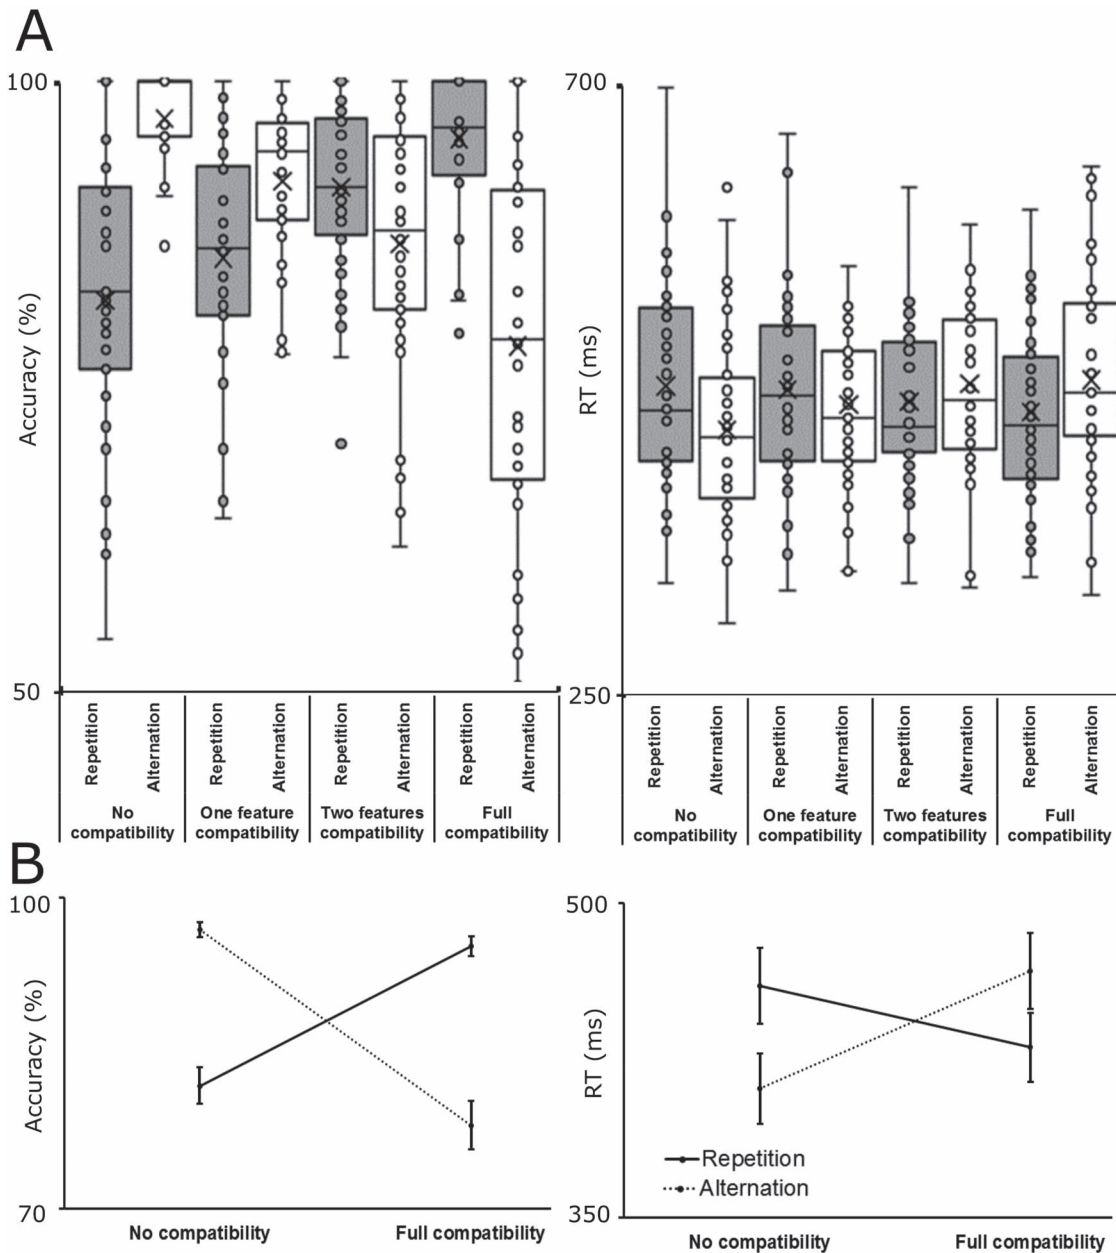 A
100
Accuracy (%)
50
Repetition
Alternation
Repetition
Alternation
Repetition
Alternation
Repetition
Alternation
No
compatibility
One feature
compatibility
Two features
compatibility
Full
compatibility
700
RT (ms)
250
Repetition
Alternation
Repetition
Alternation
Repetition
Alternation
Repetition
Alternation
No
compatibility
One feature
compatibility
Two features
compatibility
Full
compatibility
B
100
Accuracy (%)
70
No compatibility
Full compatibility
500
RT (ms)
350
Repetition
Alternation
No compatibility
Full compatibility